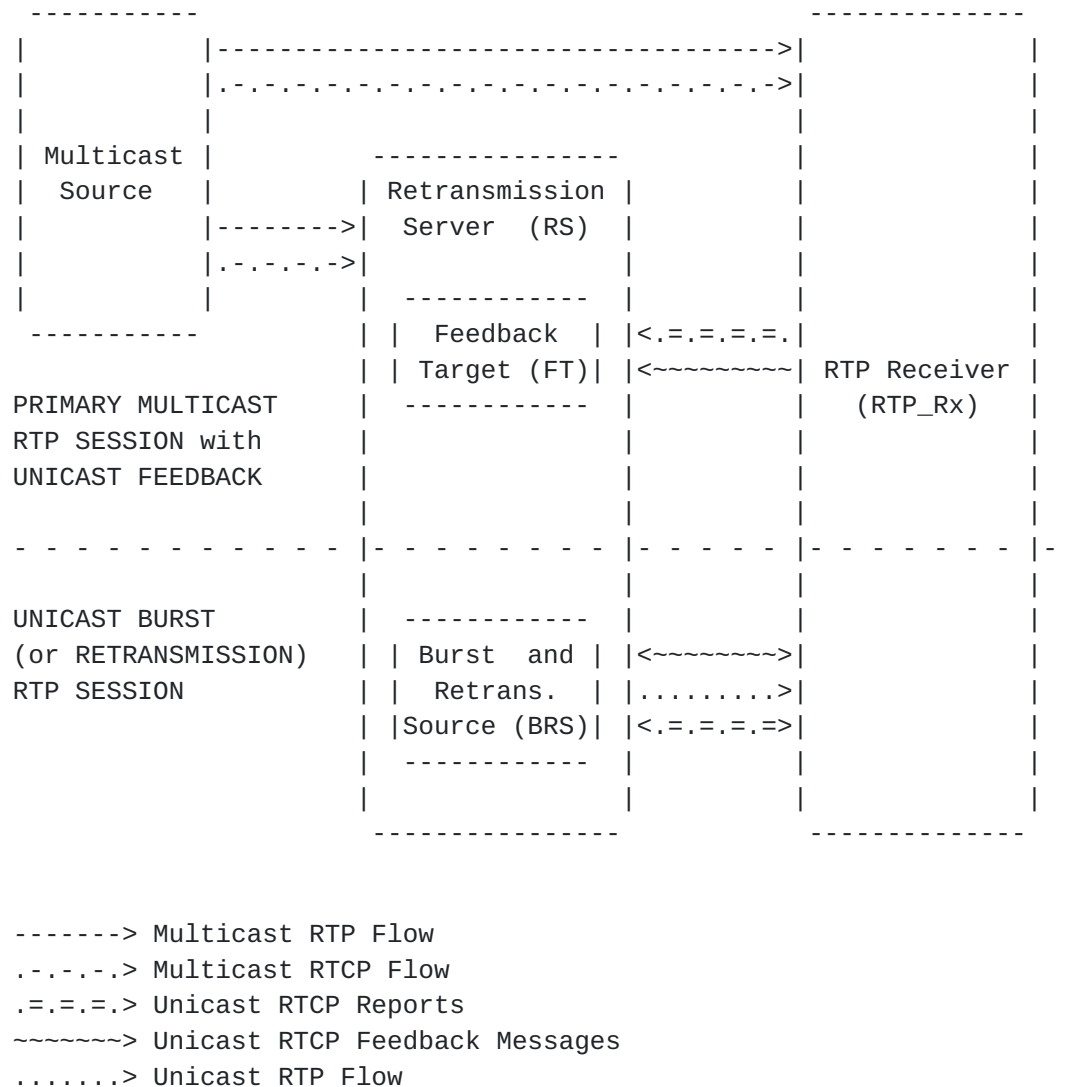 Multicast
Source
Retransmission
Server (RS)
Feedback
Target (FT)
RTP Receiver
(RTP_Rx)
PRIMARY MULTICAST
RTP SESSION with
UNICAST FEEDBACK
UNICAST BURST
(or RETRANSMISSION)
RTP SESSION
Burst and
Retrans.
Source (BRS)
-------> Multicast RTP Flow
.-.-.-.> Multicast RTCP Flow
.=.=.=.> Unicast RTCP Reports
~~~~~~~> Unicast RTCP Feedback Messages
.......> Unicast RTP Flow